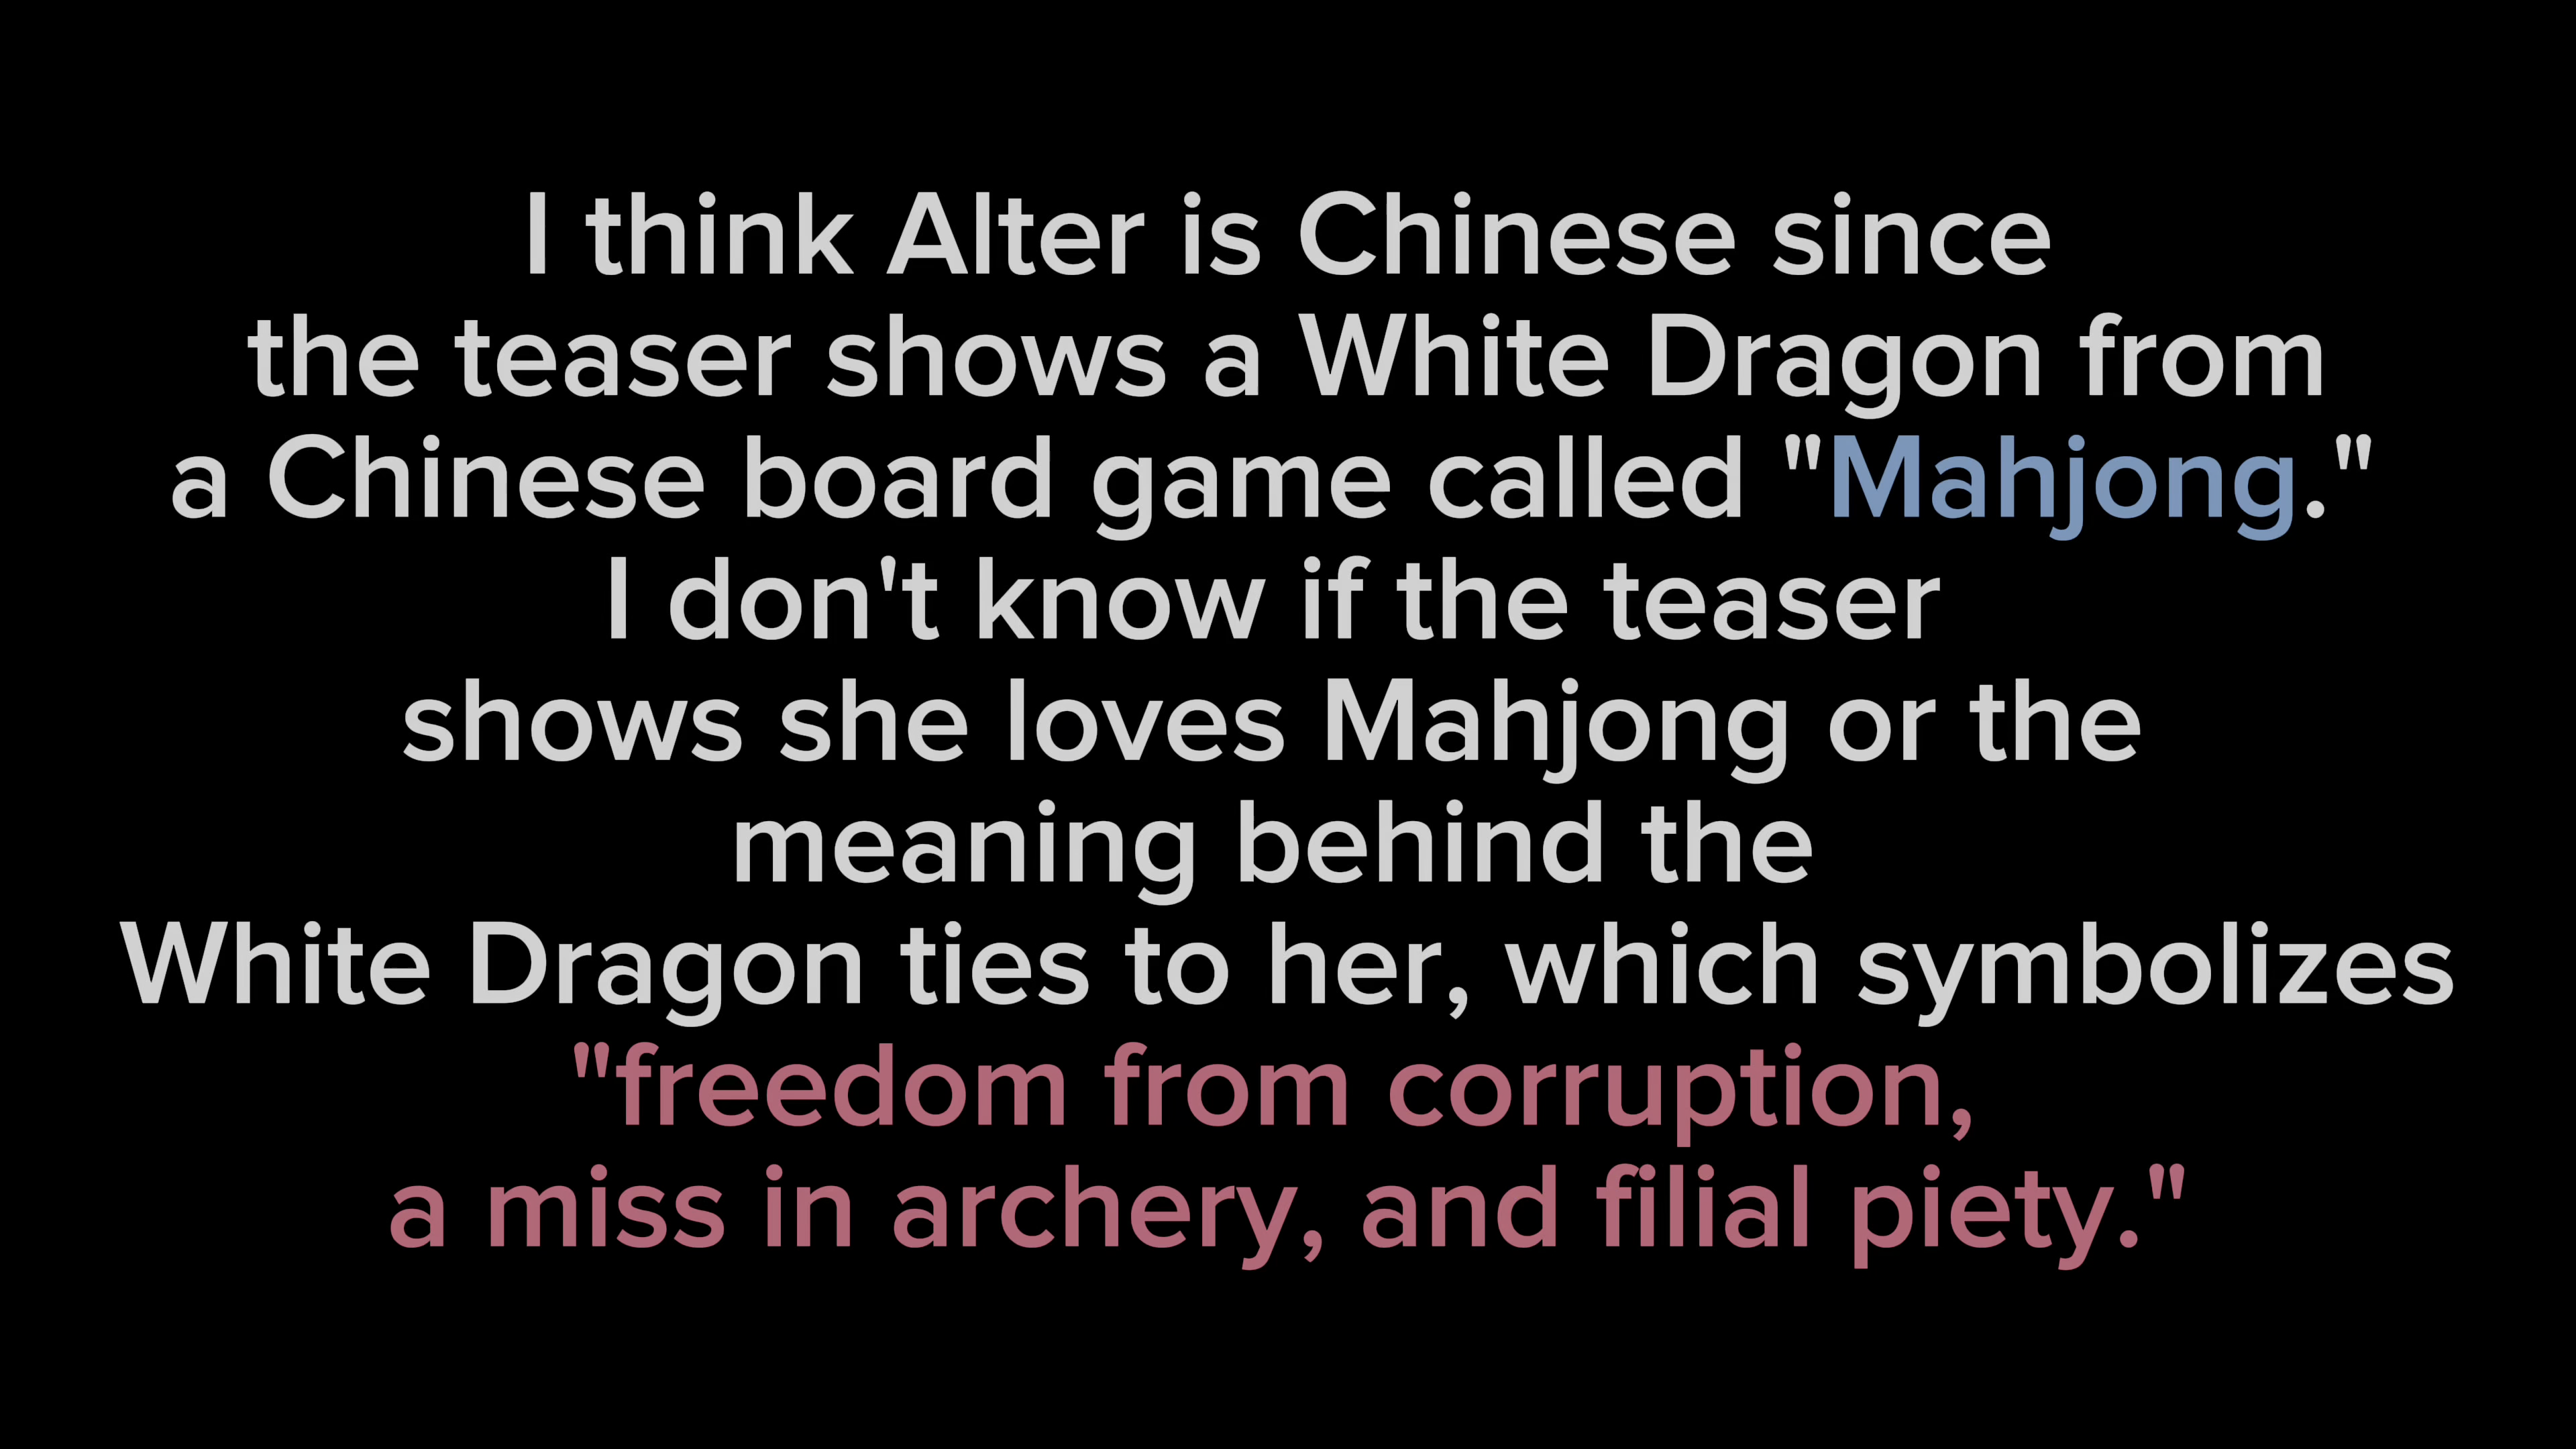 I think Alter is Chinese since
the teaser shows a White Dragon from
a Chinese board game called "Mahjong."
I don't know if the teaser
shows she loves Mahjong or the
meaning behind the
White Dragon ties to her, which symbolizes
"freedom from corruption,
a miss in archery, and filial piety."